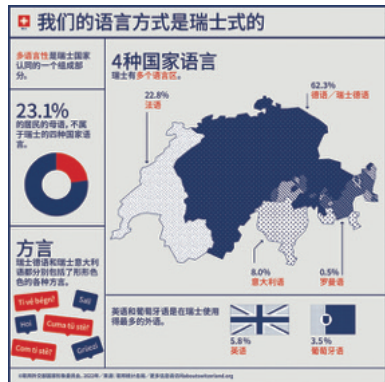 我们的语言方式是瑞士式的
多语言性是瑞士国家
认同的一个组成部
分。
23.1%
的居民的母语，不属
于瑞士的四种国家语
言。
方言
瑞士德语和瑞士意大利
语都分别包括了形形色
色的各种方言。
Ti vé bégn?
Sali
Hoi
Cuma tü sté?
Com ti stè?
Grüezi
4种国家语言
瑞士有多个语言区。
22.8%
法语
62.3%
德语／瑞士德语
8.0%
意大利语
0.5%
罗曼语
英语和葡萄牙语是在瑞士使用
得最多的外语。
5.8%
英语
3.5%
葡萄牙语